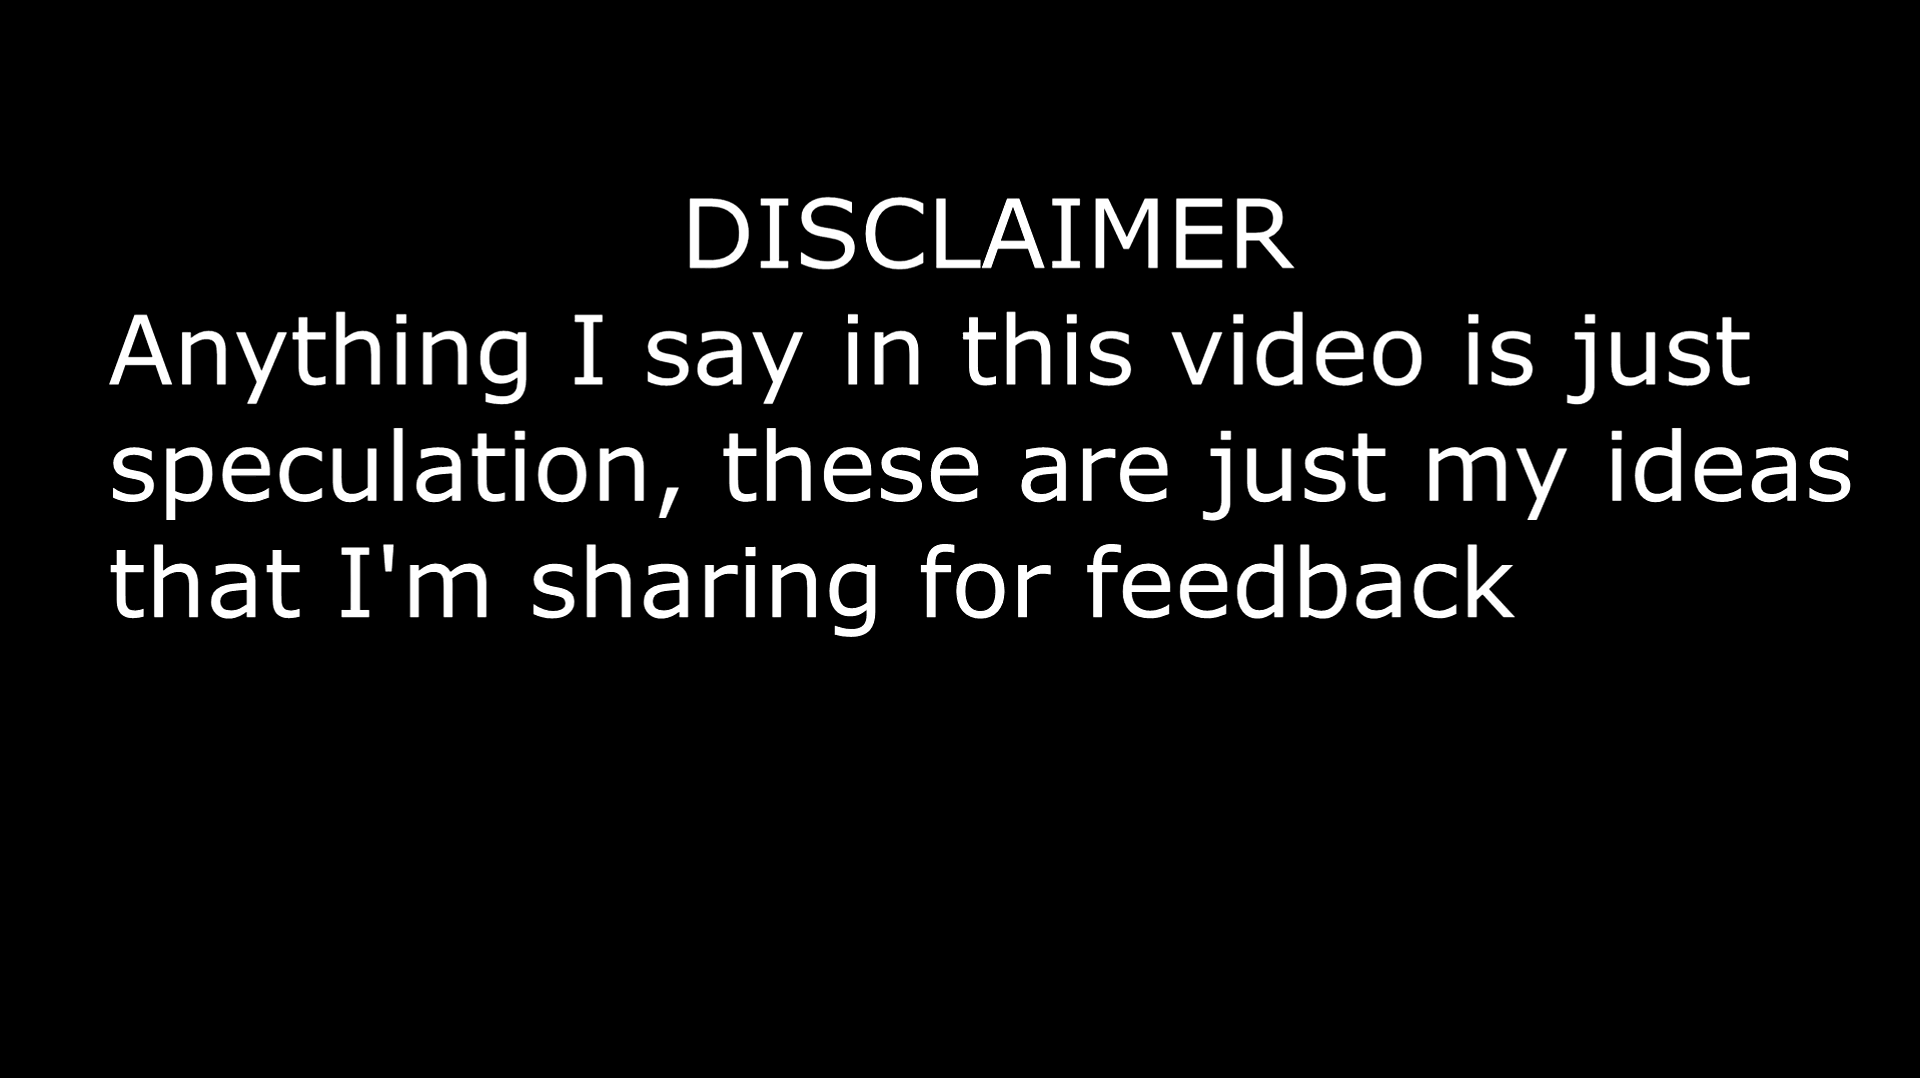 DISCLAIMER
Anything I say in this video is just
speculation, these are just my ideas
that I'm sharing for feedback